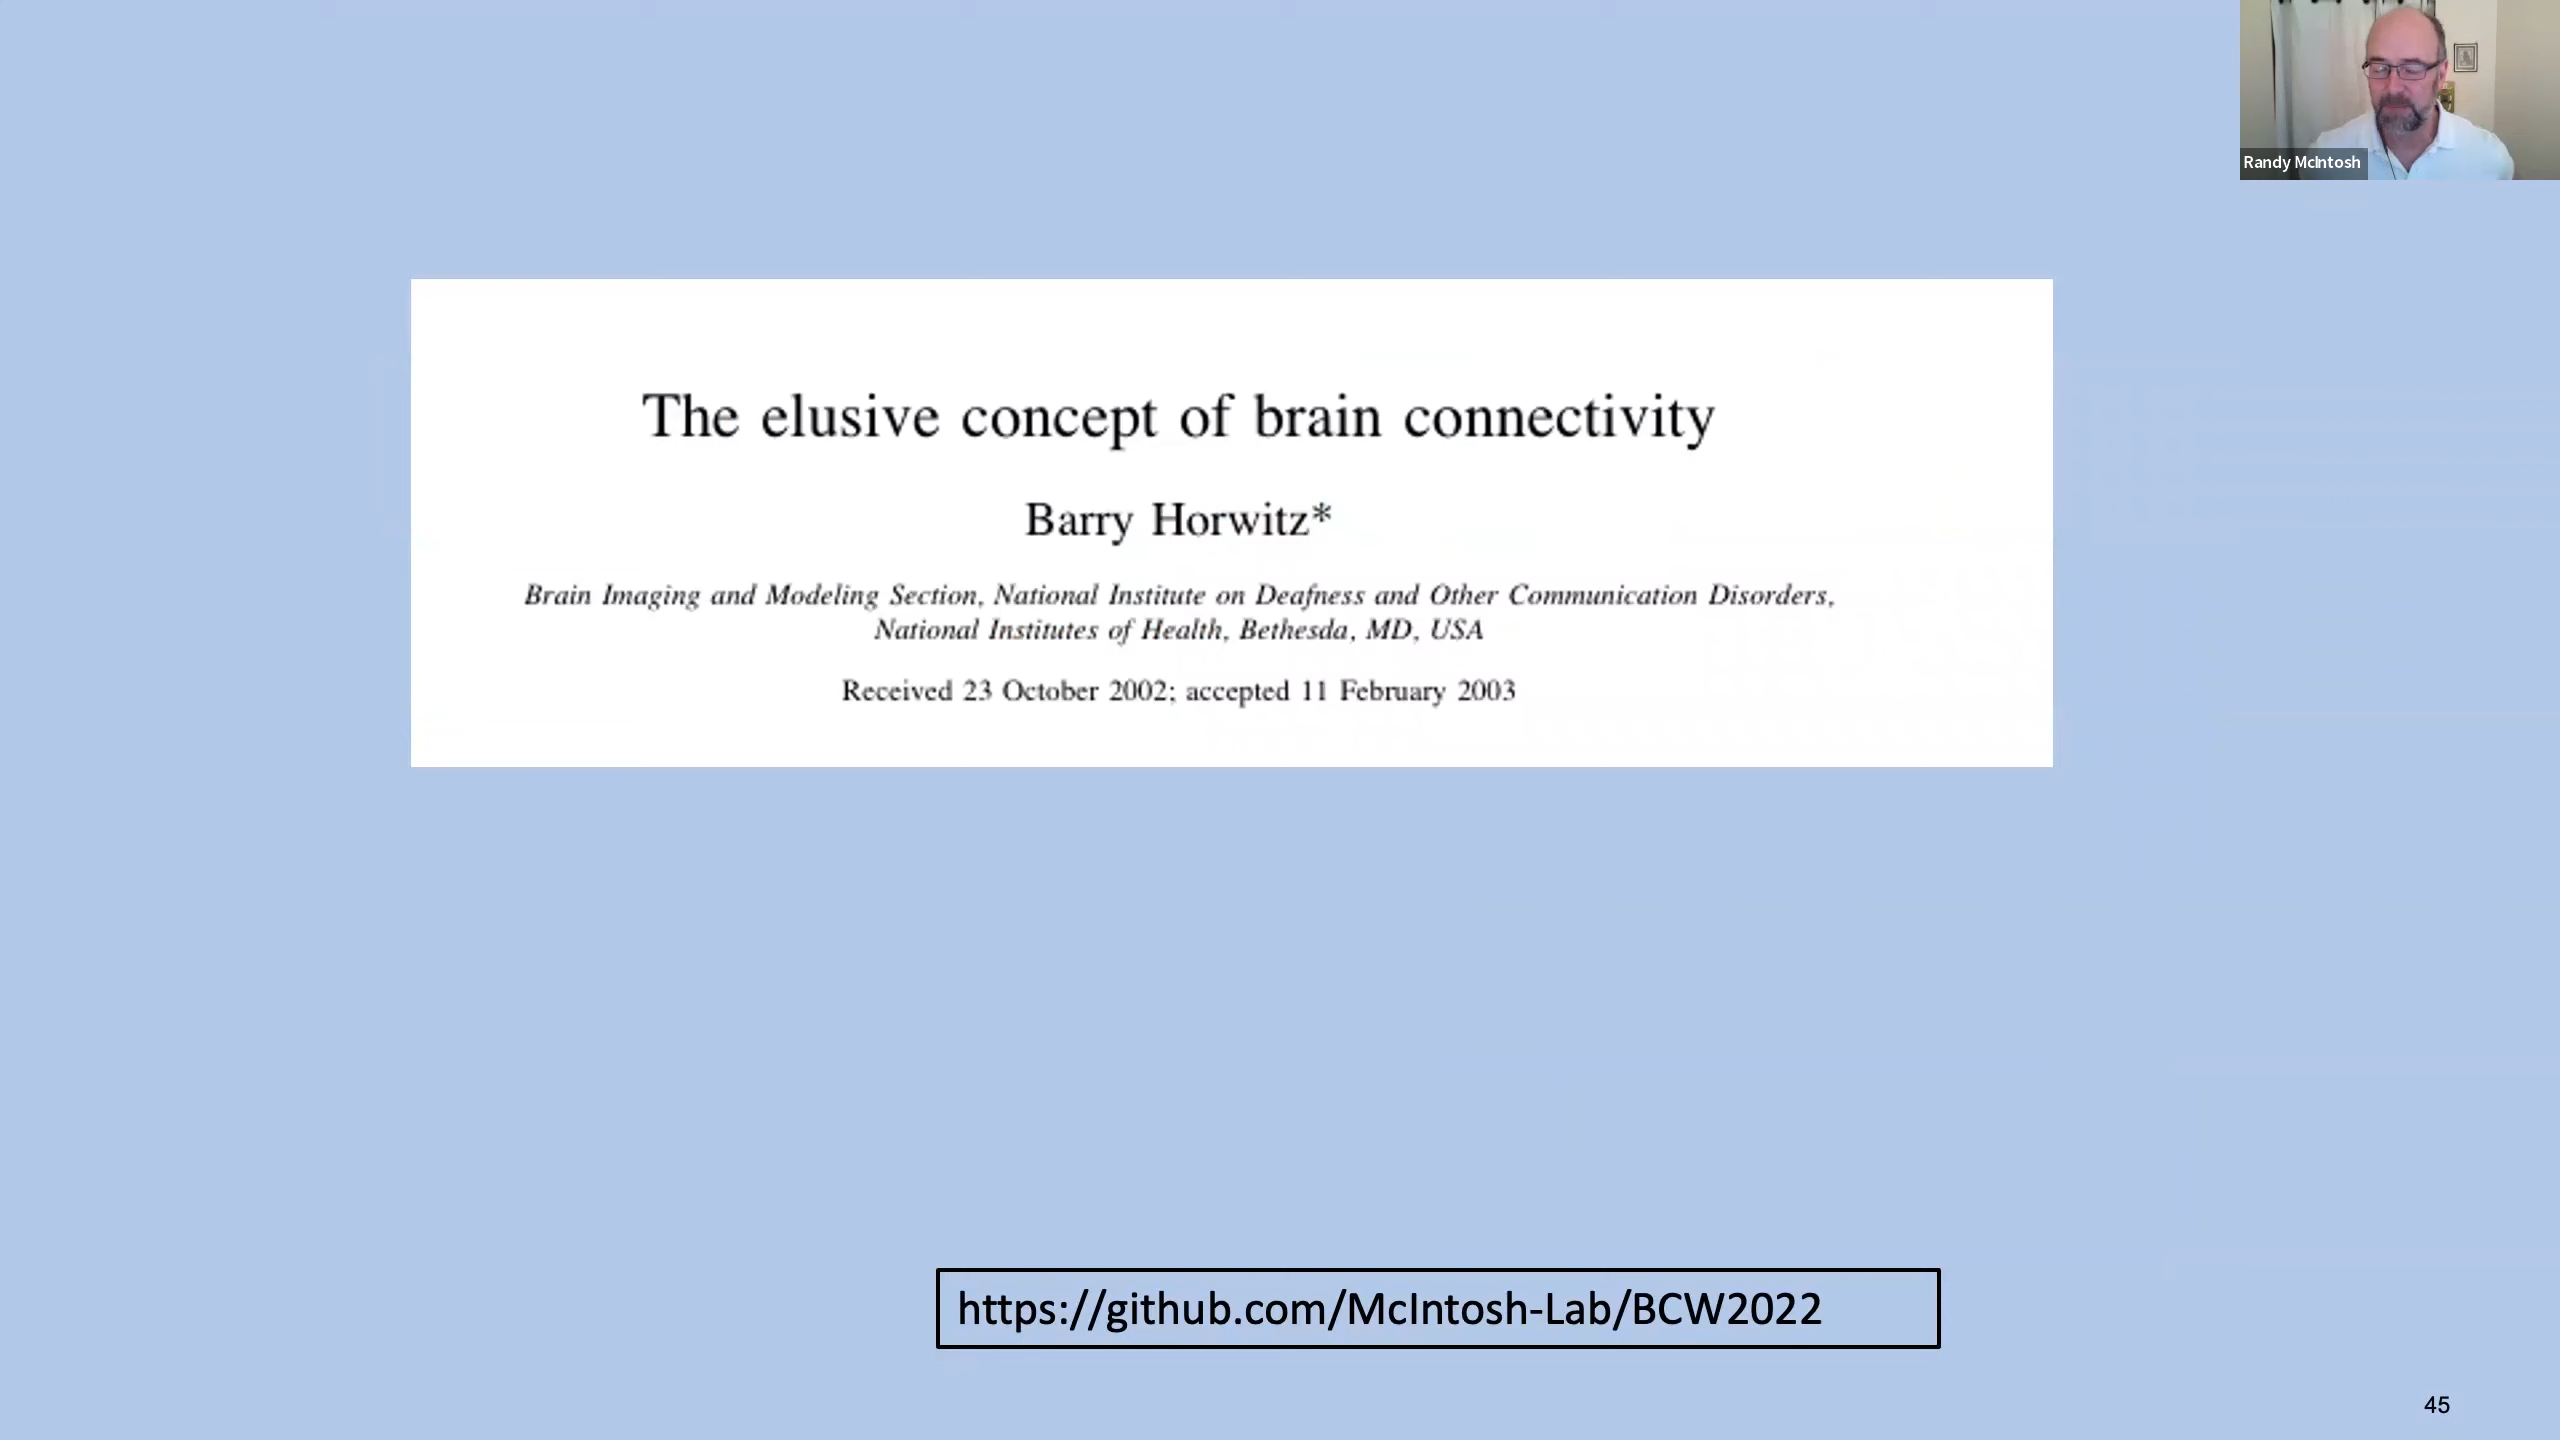 Randy McIntosh
The elusive concept of brain connectivity
Barry Horwitz*
Brain Imaging and Modeling Section, National Institute on Deafness and Other Communication Disorders,
National Institutes of Health, Bethesda, MD, USA
Received 23 October 2002; accepted 11 February 2003
https://github.com/McIntosh-Lab/BCW2022
45